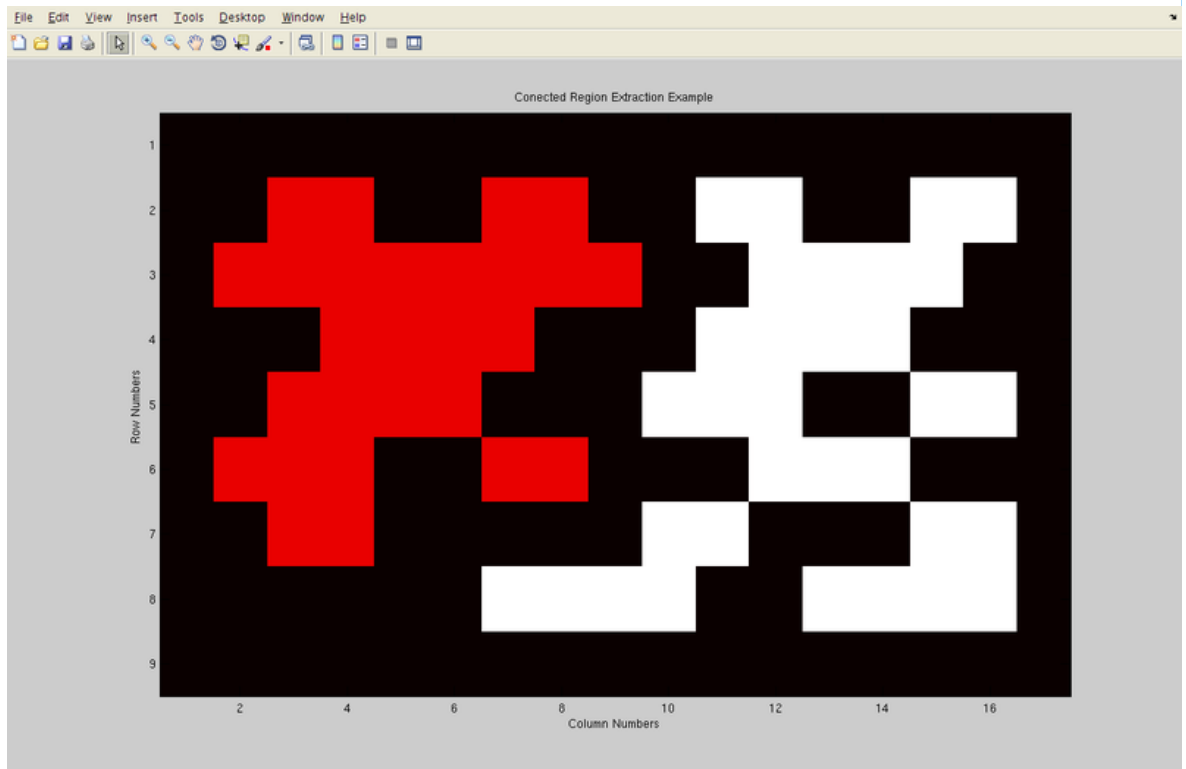 File Edit View Insert Tools Desktop Window Help
Conected Region Extraction Example
1
2
3
4
5
6
7
8
9
Row Numbers
2 4 6 8 10 12 14 16
Column Numbers